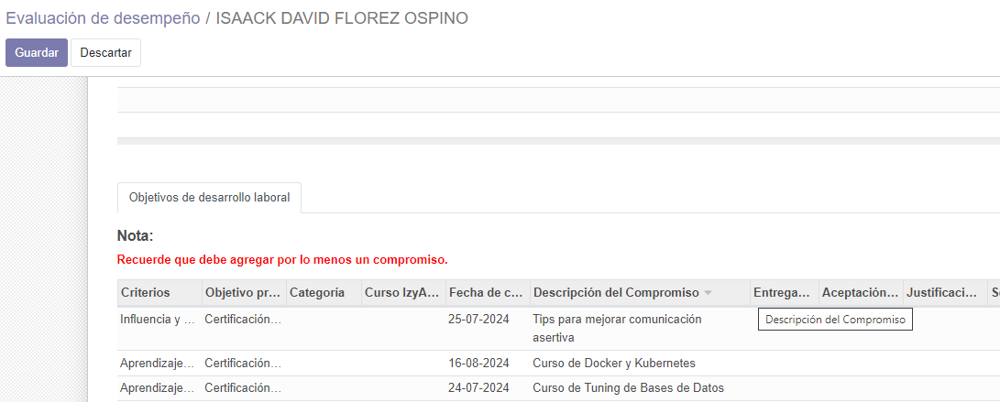 Evaluación de desempeño / ISAACK DAVID FLOREZ OSPINO
Guardar Descartar
Objetivos de desarrollo laboral
Nota:
Recuerde que debe agregar por lo menos un compromiso.
Criterios Objetivo pr... Categoría Curso IzyA... Fecha de c... Descripción del Compromiso Entrega... Aceptación... Justificaci... S
Influencia y ... Certificación... 25-07-2024 Tips para mejorar comunicación
asertiva
Descripción del Compromiso
Aprendizaje... Certificación... 16-08-2024 Curso de Docker y Kubernetes
Aprendizaje... Certificación... 24-07-2024 Curso de Tuning de Bases de Datos